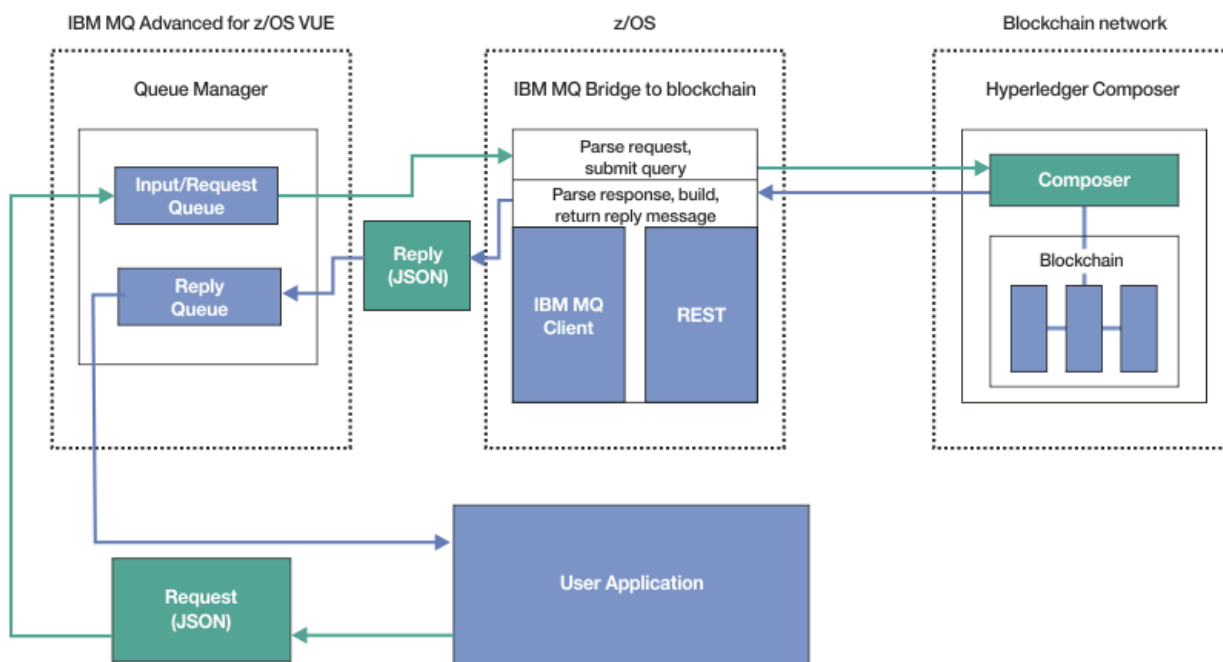 IBM MQ Advanced for z/OS VUE
z/OS
Blockchain network
Queue Manager
IBM MQ Bridge to blockchain
Hyperledger Composer
Parse request,
submit query
Input/Request
Queue
Composer
Parse response, build,
return reply message
Reply
(JSON)
Reply
Queue
Blockchain
IBM MQ
Client
REST
User Application
Request
(JSON)